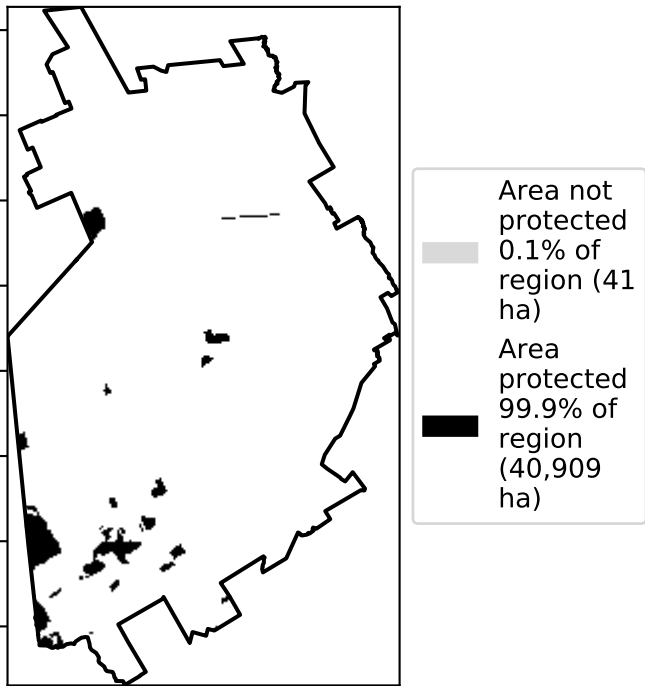 Area not
protected
0.1% of
region (41
ha)
Area
protected
99.9% of
region
(40,909
ha)